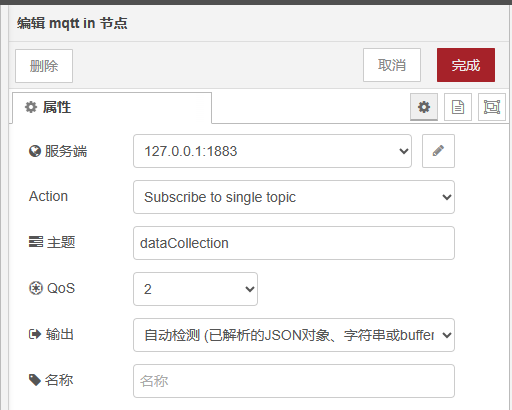 编辑 mqtt in 节点
删除
取消
完成
属性
服务端
127.0.0.1:1883
Action
Subscribe to single topic
主题
dataCollection
QoS
2
输出
自动检测 (已解析的JSON对象、字符串或buffer
名称
名称